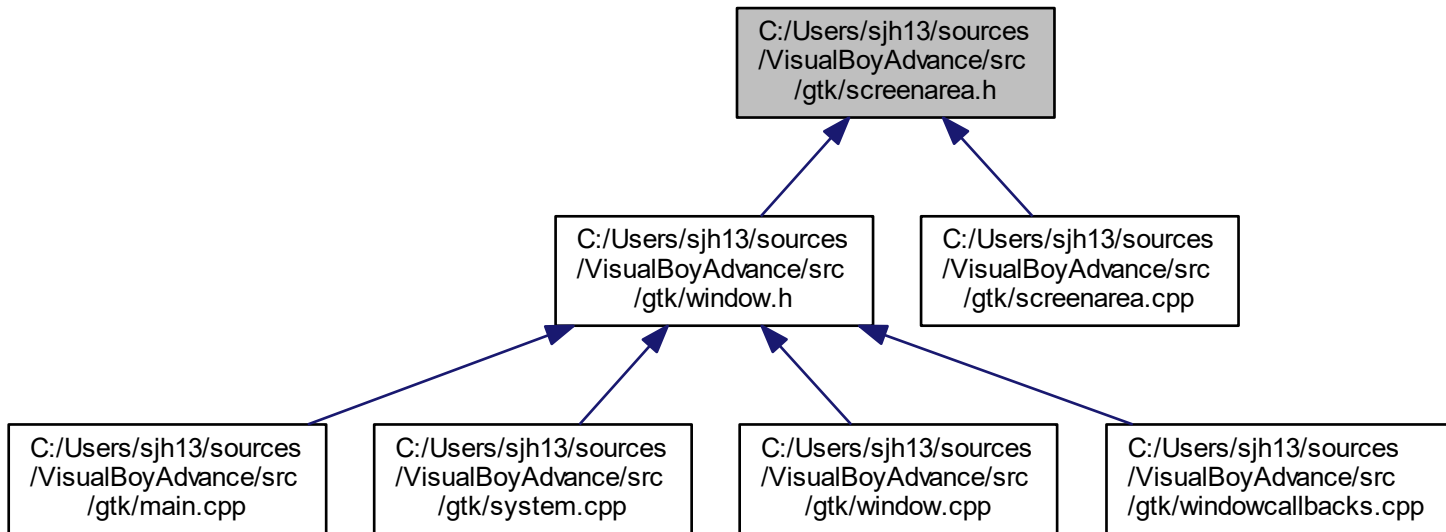 C:/Users/sjh13/sources
/VisualBoyAdvance/src
/gtk/screenarea.h
C:/Users/sjh13/sources
/VisualBoyAdvance/src
/gtk/window.h
C:/Users/sjh13/sources
/VisualBoyAdvance/src
/gtk/screenarea.cpp
C:/Users/sjh13/sources
/VisualBoyAdvance/src
/gtk/main.cpp
C:/Users/sjh13/sources
/VisualBoyAdvance/src
/gtk/system.cpp
C:/Users/sjh13/sources
/VisualBoyAdvance/src
/gtk/window.cpp
C:/Users/sjh13/sources
/VisualBoyAdvance/src
/gtk/windowcallbacks.cpp